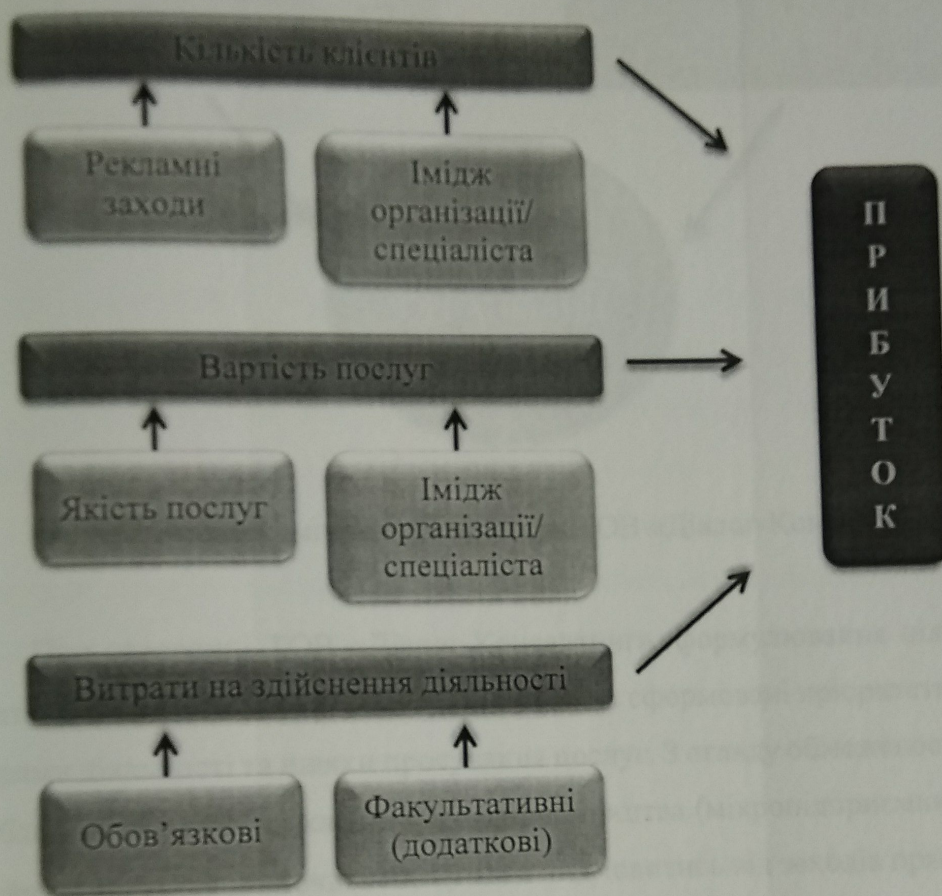 Кількість клієнтів
Рекламні
заходи
Імідж
організації/
спеціаліста
Вартість послуг
Якість послуг
Імідж
організації/
спеціаліста
Витрати на здійснення діяльності
Обов’язкові
Факультативні
(додаткові)
П
Р
И
Б
У
Т
О
К